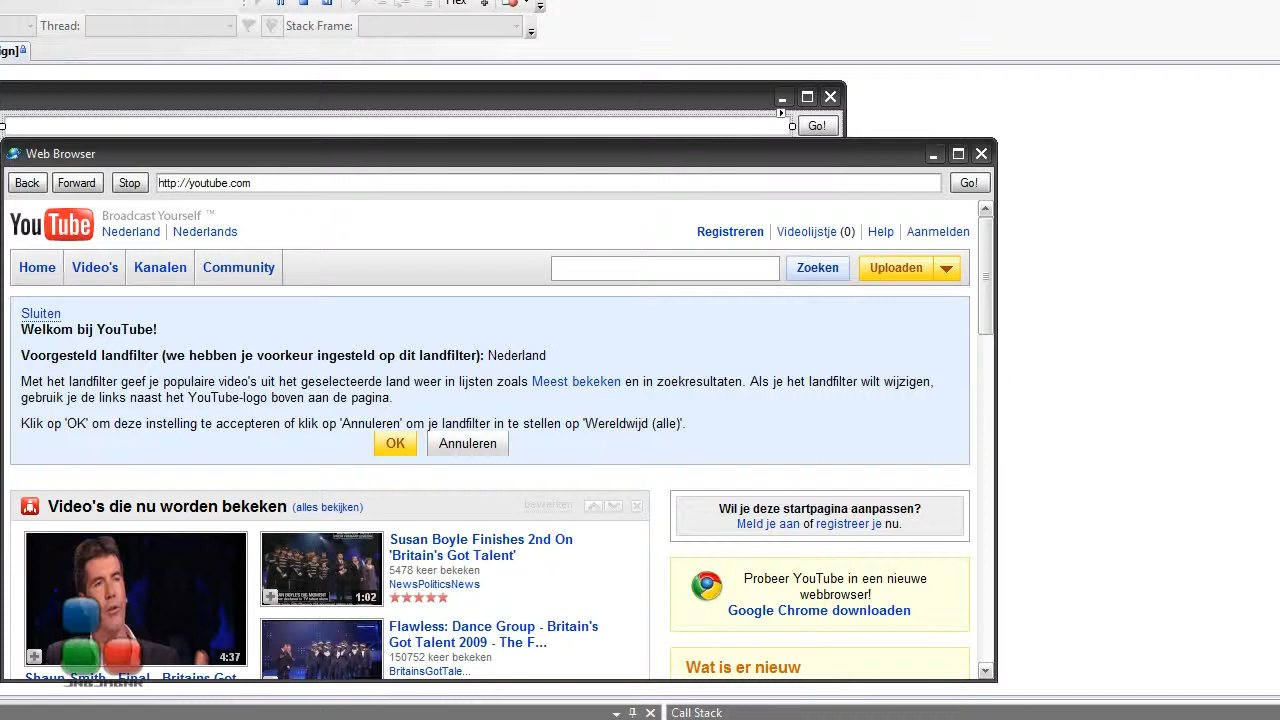 Hex
Thread:
Stack Frame:
ign]
Go!
Web Browser
Back
Forward
Stop
http://youtube.com
Go!
YouTube
Broadcast Yourself ™
Nederland
Nederlands
Registreren
Videolijstje (0)
Help
Aanmelden
Home
Video's
Kanalen
Community
Zoeken
Uploaden
Sluiten
Welkom bij YouTube!
Voorgesteld landfilter (we hebben je voorkeur ingesteld op dit landfilter): Nederland
Met het landfilter geef je populaire video's uit het geselecteerde land weer in lijsten zoals Meest bekeken en in zoekresultaten. Als je het landfilter wilt wijzigen,
gebruik je de links naast het YouTube-logo boven aan de pagina.
Klik op 'OK' om deze instelling te accepteren of klik op 'Annuleren' om je landfilter in te stellen op 'Wereldwijd (alle)'.
OK
Annuleren
Video's die nu worden bekeken (alles bekijken)
bewerken
4:37
Shaun Smith - Final - Britains Got
1:02
Susan Boyle Finishes 2nd On
'Britain's Got Talent'
5478 keer bekeken
NewsPoliticsNews
Flawless: Dance Group - Britain's
Got Talent 2009 - The F...
150752 keer bekeken
BritainsGotTale...
Wil je deze startpagina aanpassen?
Meld je aan of registreer je nu.
Probeer YouTube in een nieuwe
webbrowser!
Google Chrome downloaden
Wat is er nieuw
Call Stack